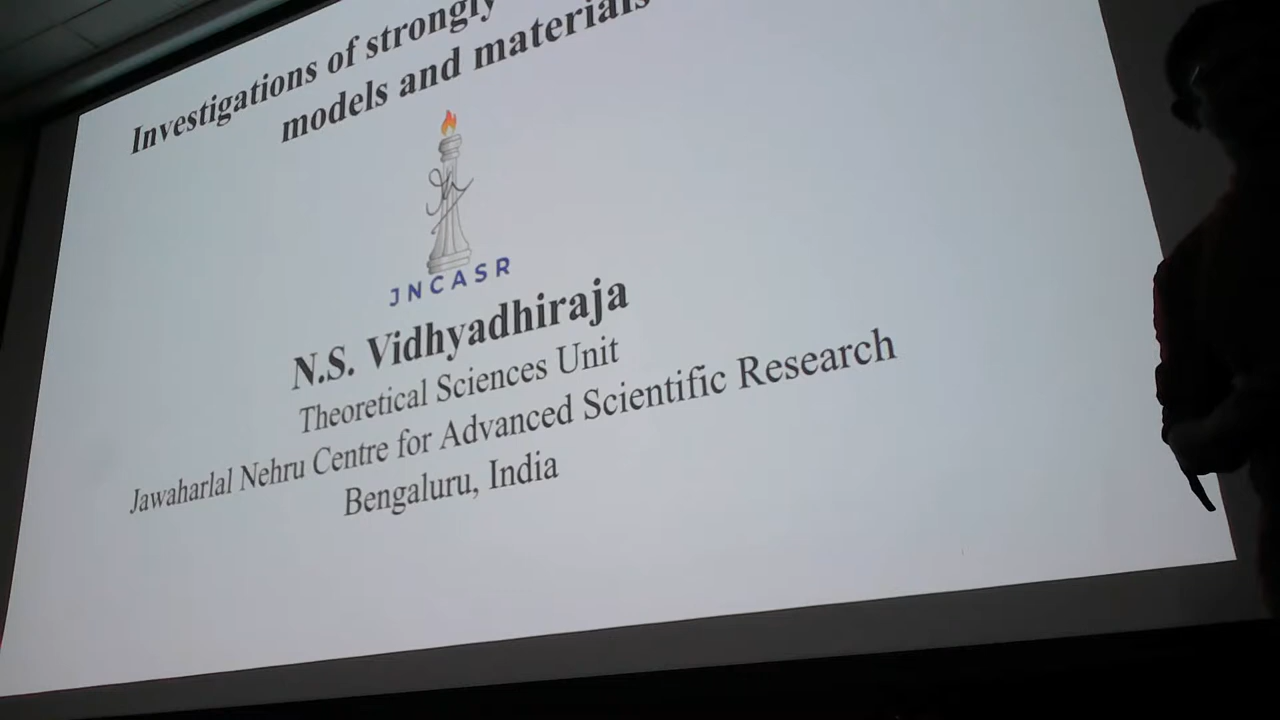 Investigations of strongly
models and materials
JNCASR
N.S. Vidhyadhiraja
Theoretical Sciences Unit
Jawaharlal Nehru Centre for Advanced Scientific Research
Bengaluru, India